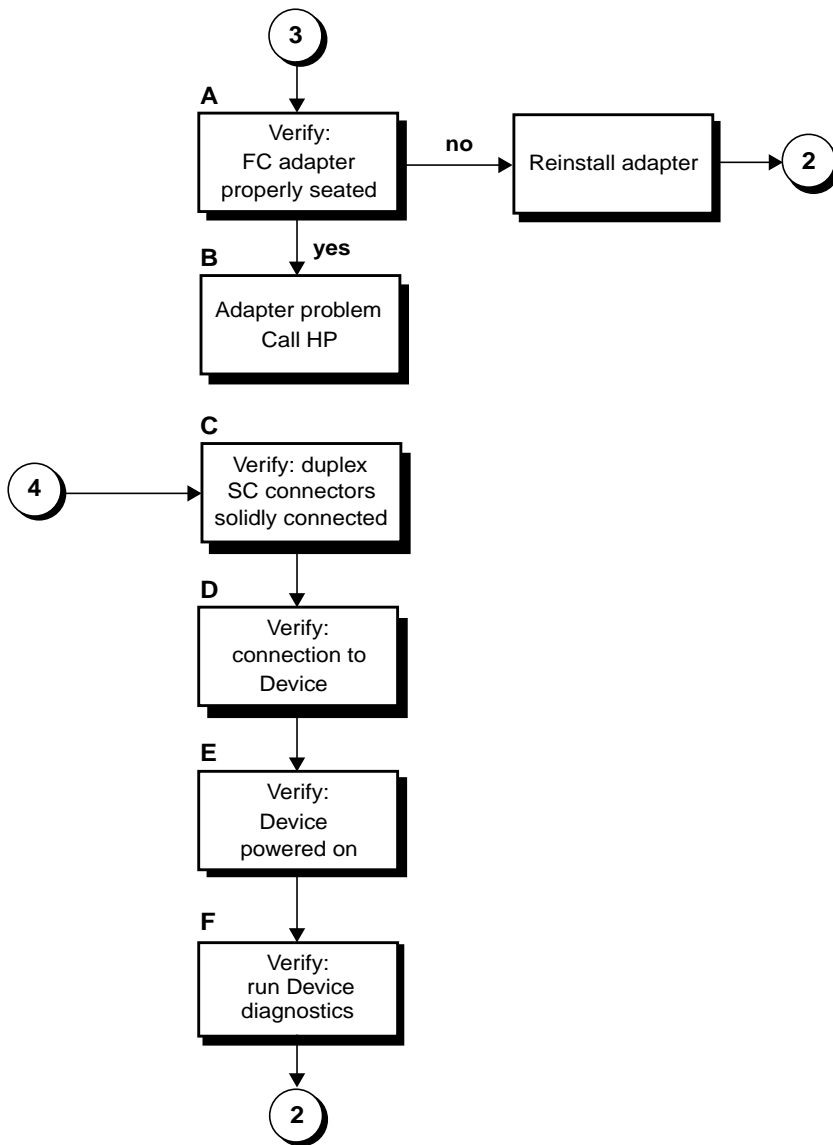 3
A
Verify:
FC adapter
properly seated
no
Reinstall adapter
2
yes
B
Adapter problem
Call HP
C
4
Verify: duplex
SC connectors
solidly connected
D
Verify:
connection to
Device
E
Verify:
Device
powered on
F
Verify:
run Device
diagnostics
2